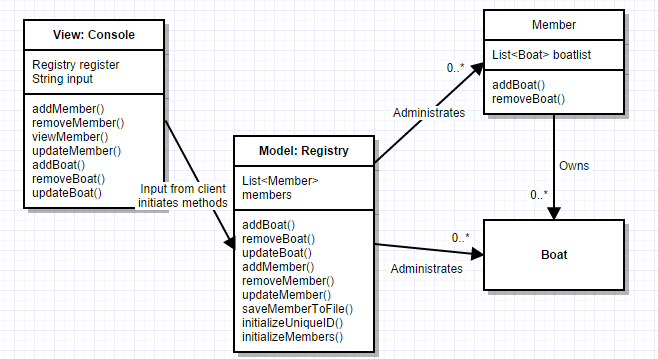 View: Console
Registry register
String input
addMember()
removeMember()
viewMember()
updateMember()
addBoat()
removeBoat()
updateBoat()
Input from client
initiates methods
Model: Registry
List<Member>
members
addBoat()
removeBoat()
updateBoat()
addMember()
removeMember()
updateMember()
saveMemberToFile()
initializeUniqueID()
initializeMembers()
0..*
Administrates
Member
List<Boat> boatlist
addBoat()
removeBoat()
Owns
0..*
0..*
Administrates
Boat